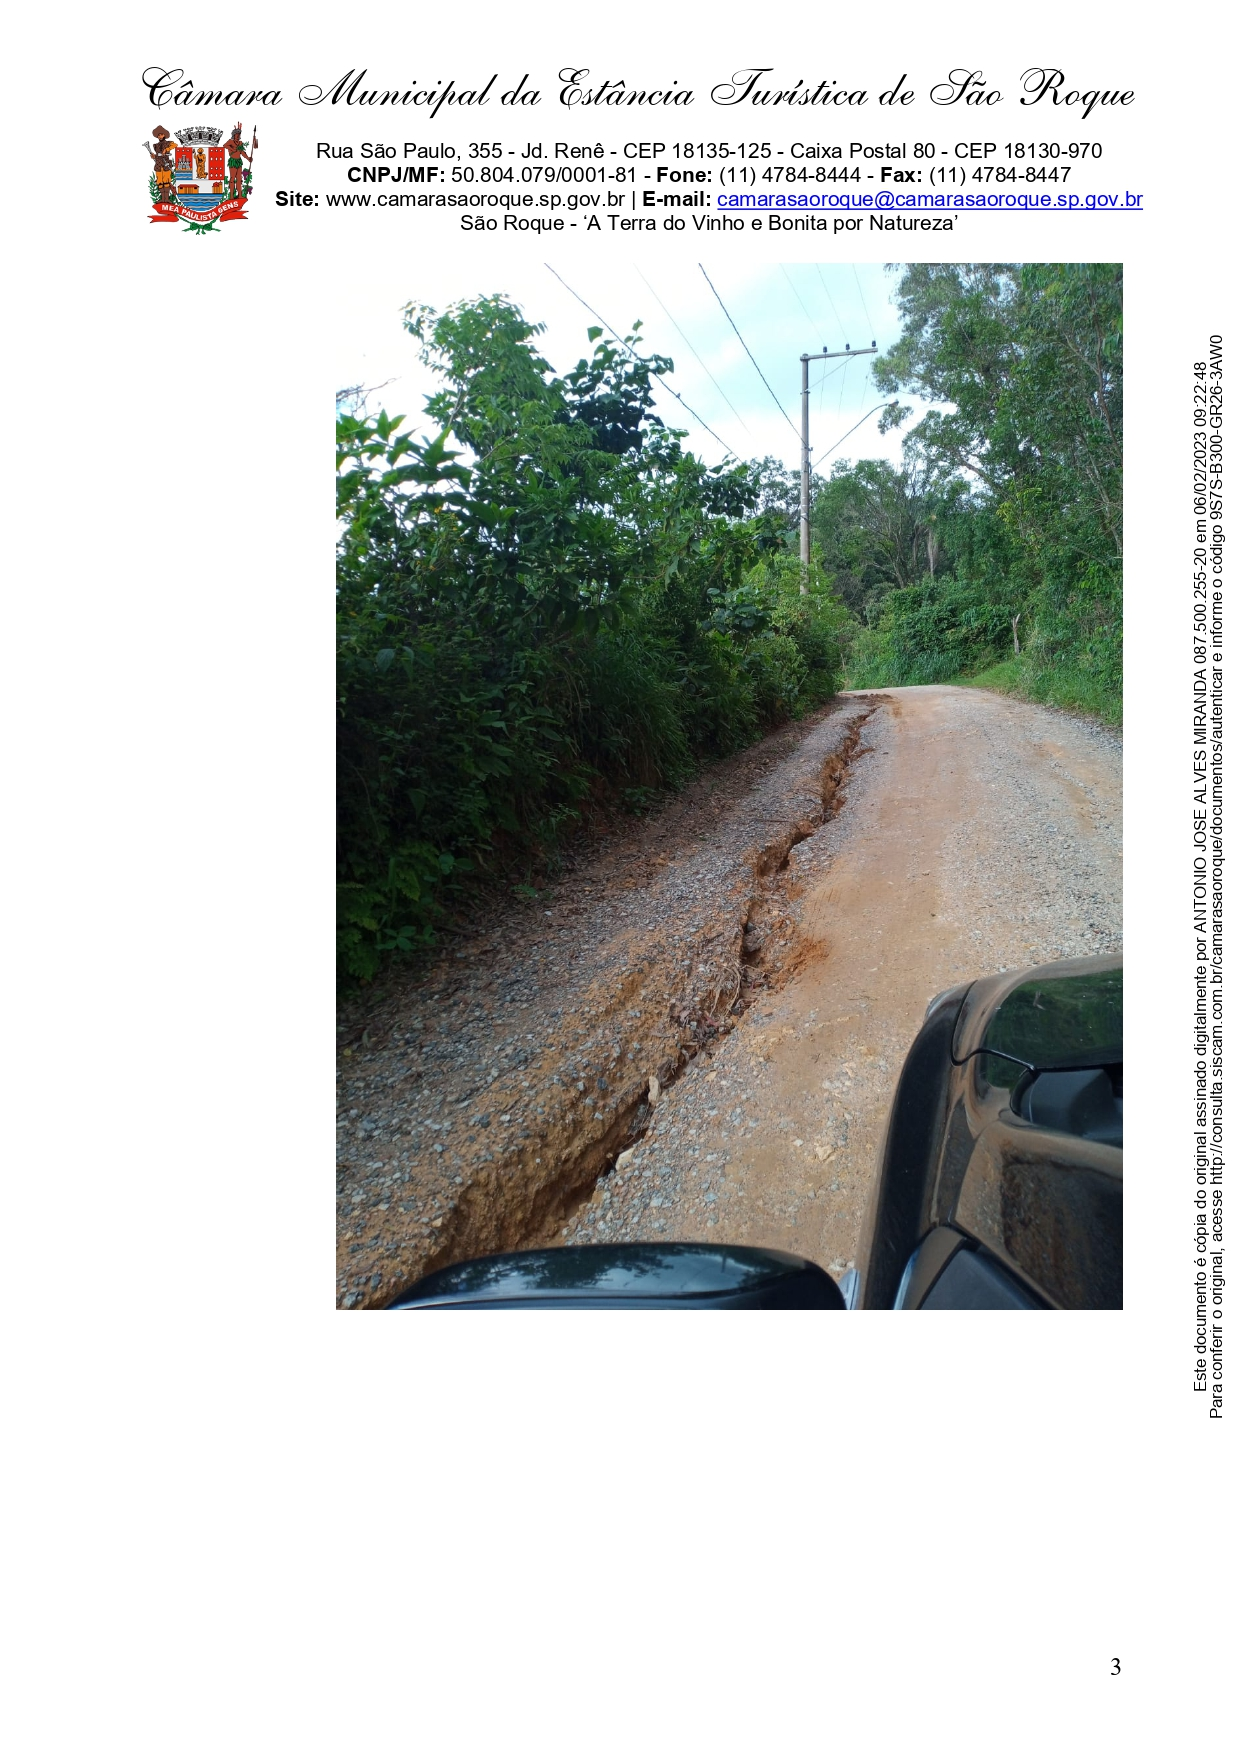 Câmara Municipal da Estância Turística de São Roque
MEA PAULISTA GENS
Rua São Paulo, 355 - Jd. Renê - CEP 18135-125 - Caixa Postal 80 - CEP 18130-970
CNPJ/MF: 50.804.079/0001-81 - Fone: (11) 4784-8444 - Fax: (11) 4784-8447
Site: www.camarasaoroque.sp.gov.br | E-mail: camarasaoroque@camarasaoroque.sp.gov.br
São Roque - ‘A Terra do Vinho e Bonita por Natureza’
Este documento é cópia do original assinado digitalmente por ANTONIO JOSE ALVES MIRANDA 087.500.255-20 em 06/02/2023 09:22:48
Para conferir o original, acesse http://consulta.siscam.com.br/camarasaoroque/documentos/autenticar e informe o código 9S7S-B300-GR26-3AW0
3